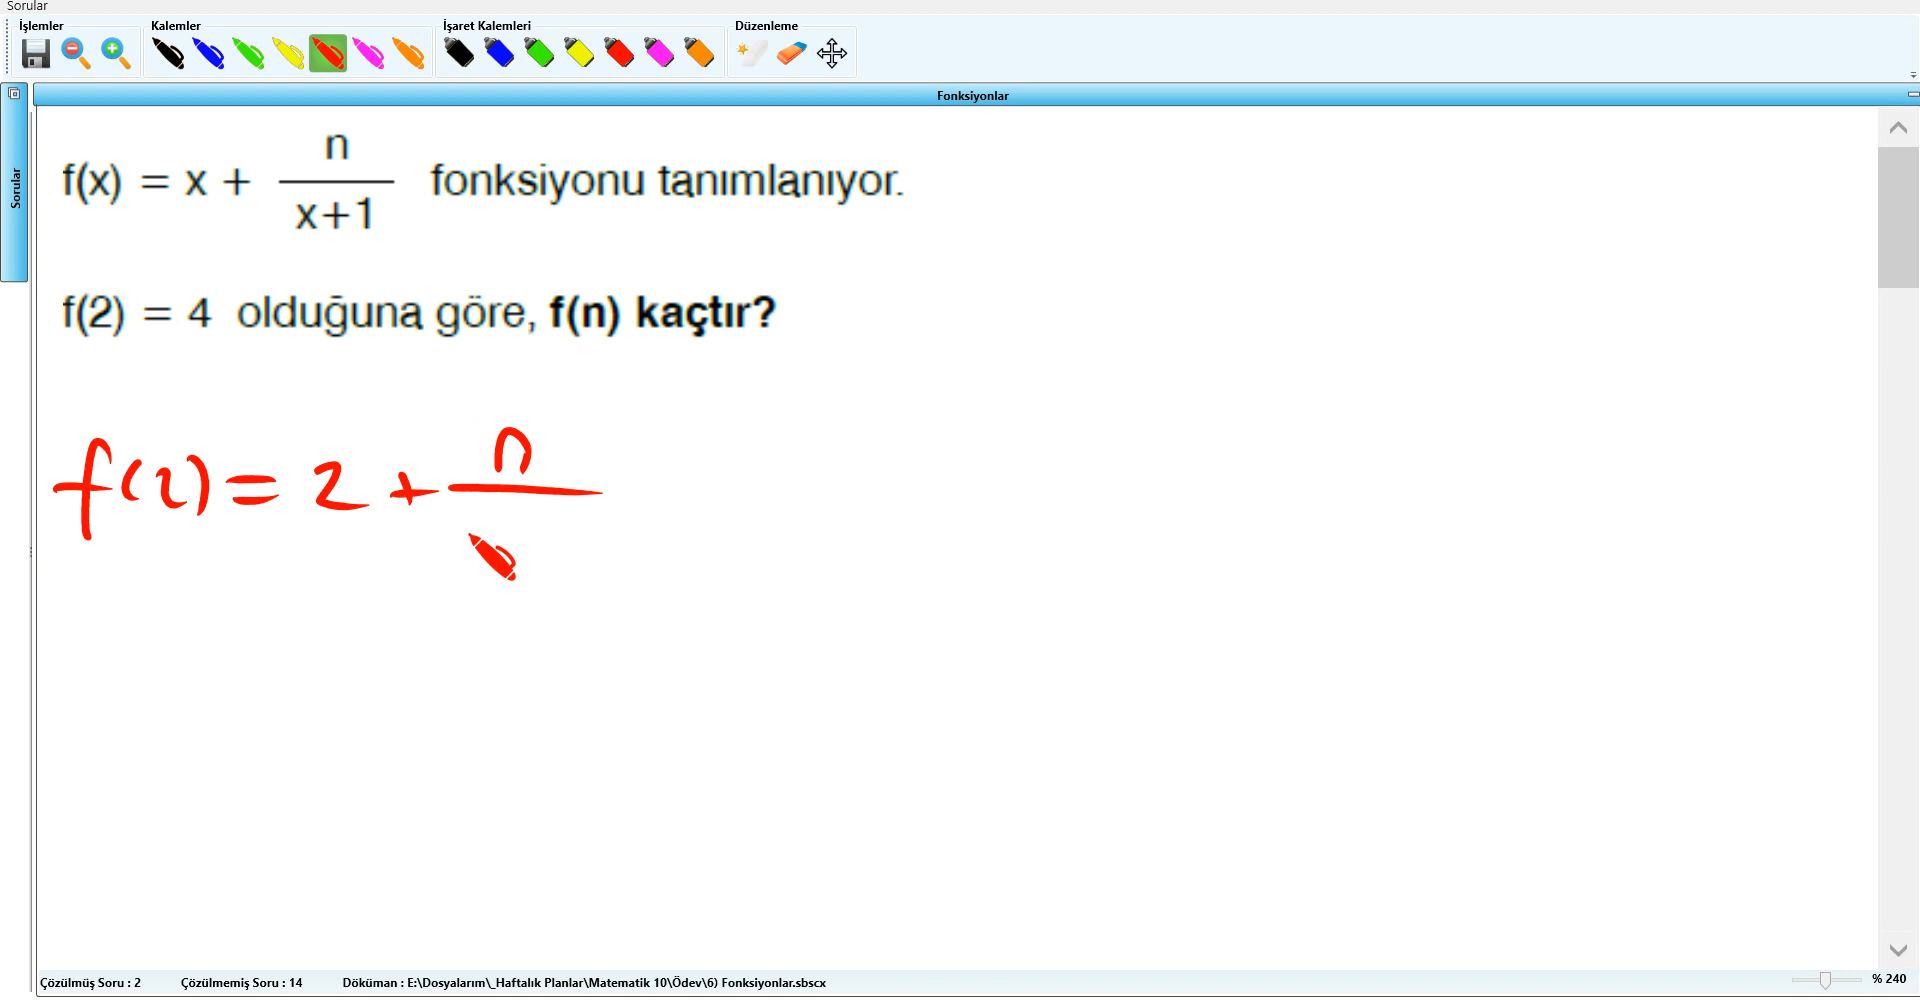 Sorular
İşlemler Kalemler İşaret Kalemleri Düzenleme
Sorular
Fonksiyonlar
f(x) = x + n/(x+1) fonksiyonu tanımlanıyor.
f(2) = 4 olduğuna göre, f(n) kaçtır?
f(2) = 2 + n
Çözülmüş Soru : 2 Çözülmemiş Soru : 14 Döküman : E:\Dosyalarım\_Haftalık Planlar\Matematik 10\Ödev\6) Fonksiyonlar.sbscx % 240